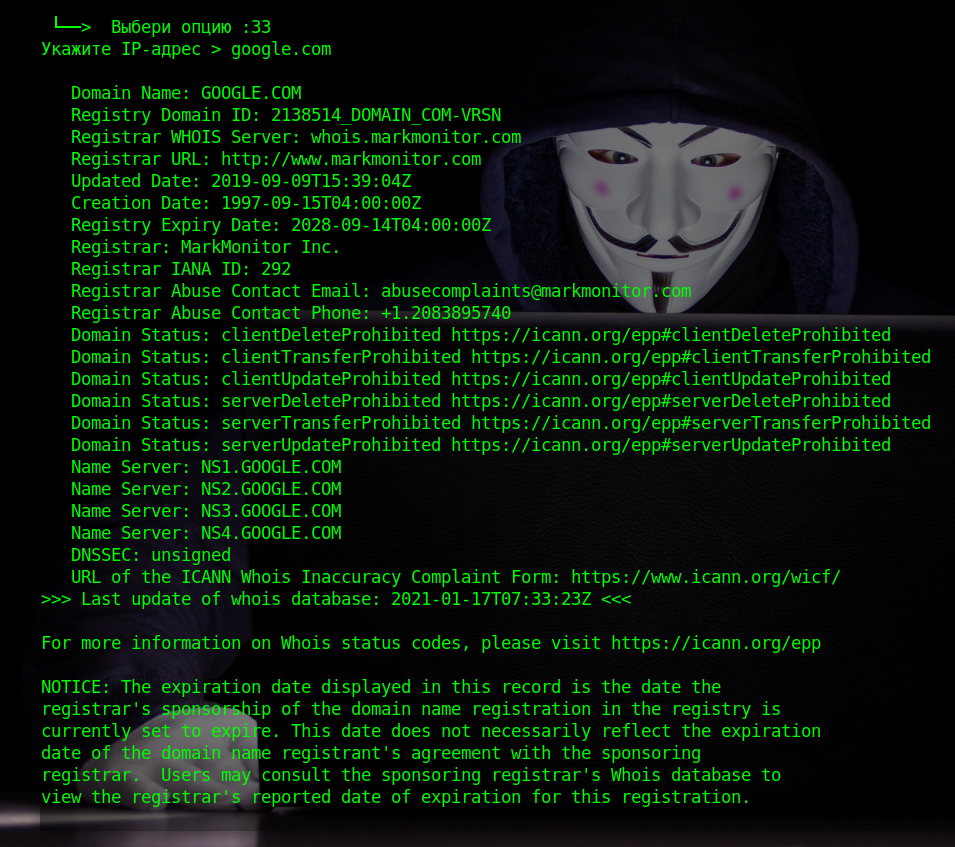 └──>  Выбери опцию :33
Укажите IP-адрес > google.com
Domain Name: GOOGLE.COM
Registry Domain ID: 2138514_DOMAIN_COM-VRSN
Registrar WHOIS Server: whois.markmonitor.com
Registrar URL: http://www.markmonitor.com
Updated Date: 2019-09-09T15:39:04Z
Creation Date: 1997-09-15T04:00:00Z
Registry Expiry Date: 2028-09-14T04:00:00Z
Registrar: MarkMonitor Inc.
Registrar IANA ID: 292
Registrar Abuse Contact Email: abusecomplaints@markmonitor.com
Registrar Abuse Contact Phone: +1.2083895740
Domain Status: clientDeleteProhibited https://icann.org/epp#clientDeleteProhibited
Domain Status: clientTransferProhibited https://icann.org/epp#clientTransferProhibited
Domain Status: clientUpdateProhibited https://icann.org/epp#clientUpdateProhibited
Domain Status: serverDeleteProhibited https://icann.org/epp#serverDeleteProhibited
Domain Status: serverTransferProhibited https://icann.org/epp#serverTransferProhibited
Domain Status: serverUpdateProhibited https://icann.org/epp#serverUpdateProhibited
Name Server: NS1.GOOGLE.COM
Name Server: NS2.GOOGLE.COM
Name Server: NS3.GOOGLE.COM
Name Server: NS4.GOOGLE.COM
DNSSEC: unsigned
URL of the ICANN Whois Inaccuracy Complaint Form: https://www.icann.org/wicf/
>>> Last update of whois database: 2021-01-17T07:33:23Z <<<
For more information on Whois status codes, please visit https://icann.org/epp
NOTICE: The expiration date displayed in this record is the date the
registrar's sponsorship of the domain name registration in the registry is
currently set to expire. This date does not necessarily reflect the expiration
date of the domain name registrant's agreement with the sponsoring
registrar.  Users may consult the sponsoring registrar's Whois database to
view the registrar's reported date of expiration for this registration.